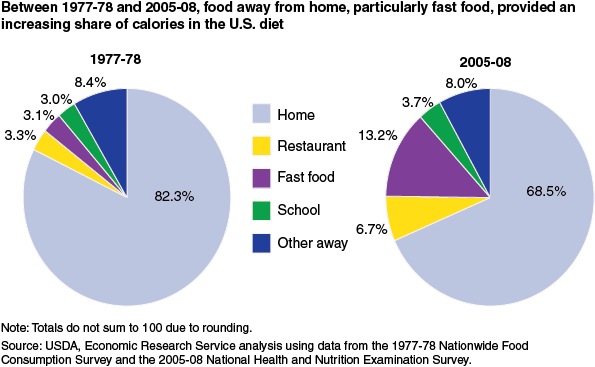 Between 1977-78 and 2005-08, food away from home, particularly fast food, provided an
increasing share of calories in the U.S. diet
1977-78
8.4%
3.0%
3.1%
3.3%
82.3%
Home
Restaurant
Fast food
School
Other away
2005-08
8.0%
3.7%
13.2%
6.7%
68.5%
Note: Totals do not sum to 100 due to rounding.
Source: USDA, Economic Research Service analysis using data from the 1977-78 Nationwide Food
Consumption Survey and the 2005-08 National Health and Nutrition Examination Survey.